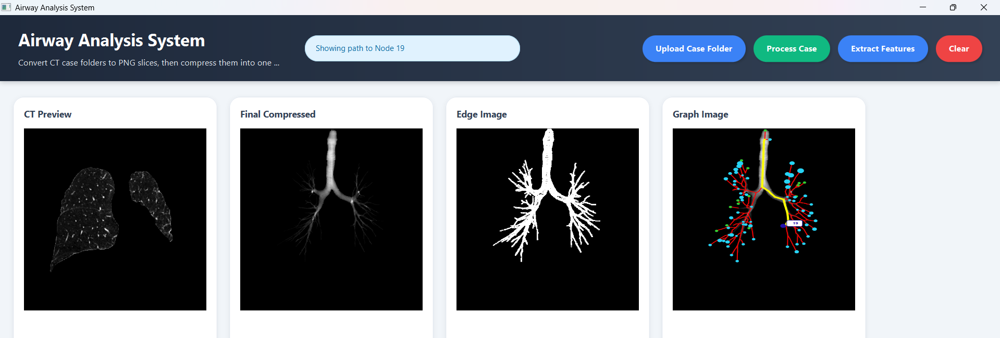 Airway Analysis System
Airway Analysis System
Convert CT case folders to PNG slices, then compress them into one ...
Showing path to Node 19
Upload Case Folder
Process Case
Extract Features
Clear
CT Preview
Final Compressed
Edge Image
Graph Image
19